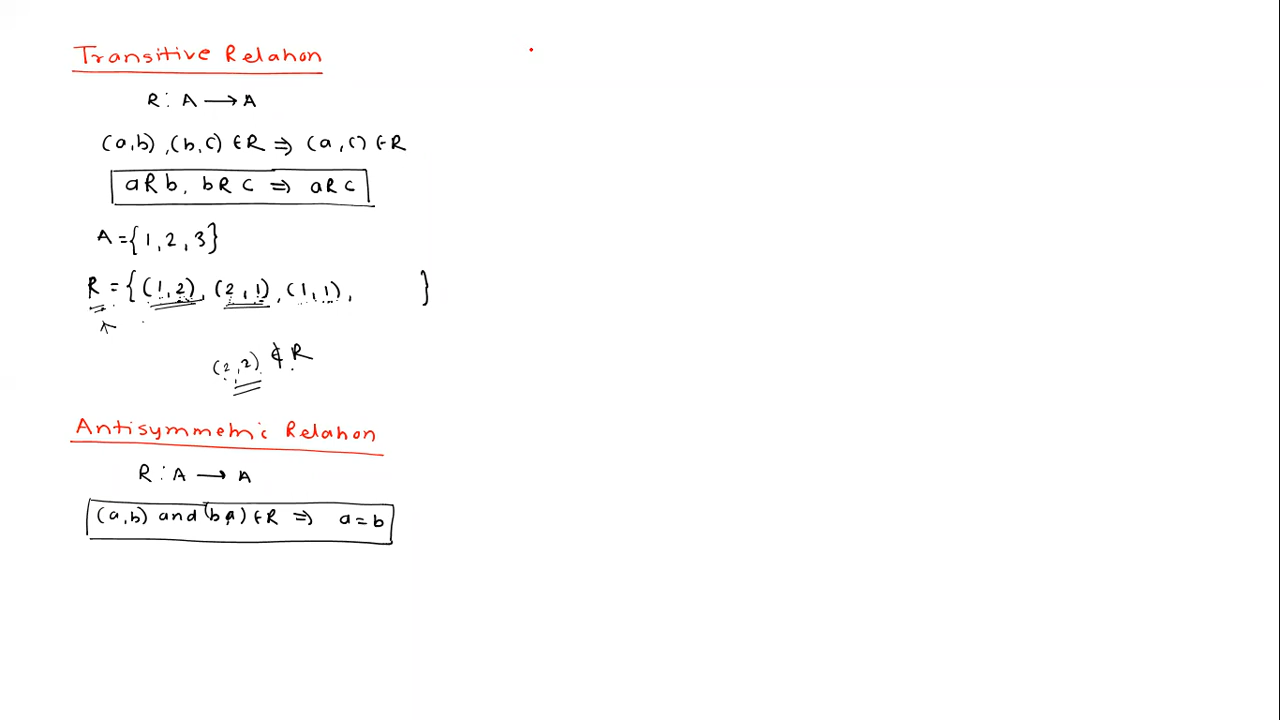 Transitive Relation
R : A → A
(a,b), (b,c) ∈ R ⇒ (a,c) ∈ R
aRb, bRc ⇒ aRc
A = {1, 2, 3}
R = {(1,2), (2,1), (1,1), }
(2,2) ∉ R
Antisymmetric Relation
R : A → A
(a,b) and (b,a) ∈ R ⇒ a = b